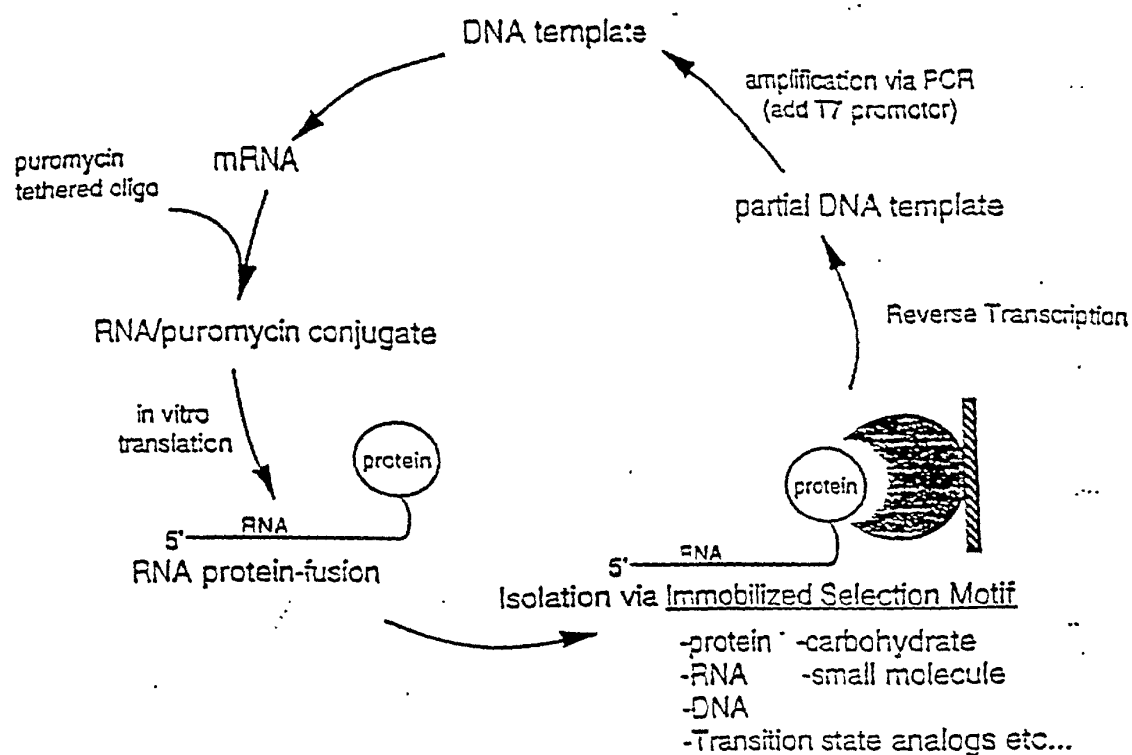 DNA template
amplification via PCR
(add T7 promotor)
puromycin
tethered oligo
mRNA
partial DNA template
RNA/puromycin conjugate
Reverse Transcription
in vitro
translation
protein
protein
RNA
5'
RNA protein-fusion
RNA
5'
Isolation via Immobilized Selection Motif
-protein -carbohydrate
-RNA -small molecule
-DNA
-Transition state analogs etc...